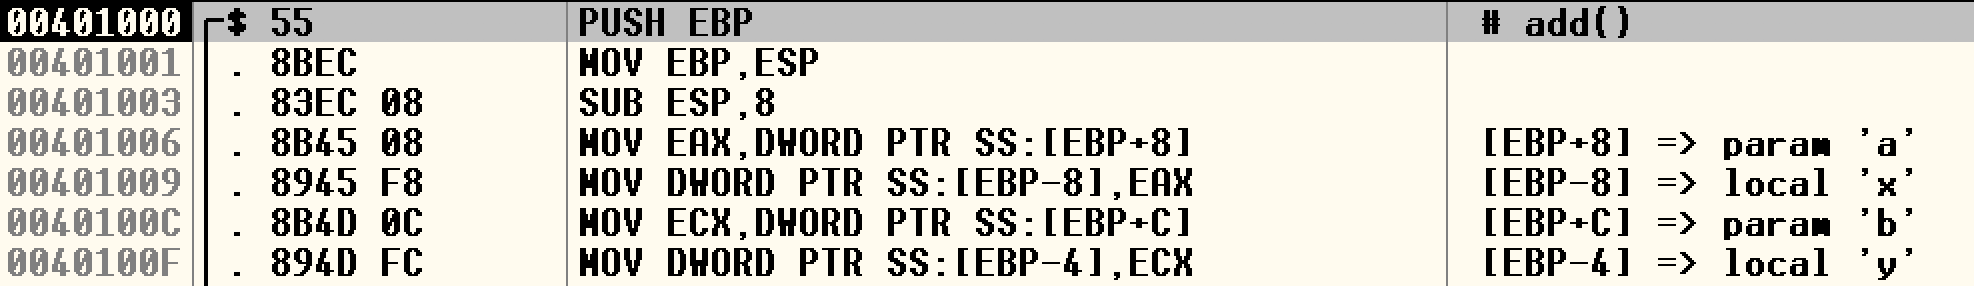 00401000 $ 55 PUSH EBP # add()
00401001 . 8BEC MOV EBP,ESP
00401003 . 83EC 08 SUB ESP,8
00401006 . 8B45 08 MOV EAX,DWORD PTR SS:[EBP+8] [EBP+8] => param 'a'
00401009 . 8945 F8 MOV DWORD PTR SS:[EBP-8],EAX [EBP-8] => local 'x'
0040100C . 8B4D 0C MOV ECX,DWORD PTR SS:[EBP+C] [EBP+C] => param 'b'
0040100F . 894D FC MOV DWORD PTR SS:[EBP-4],ECX [EBP-4] => local 'y'